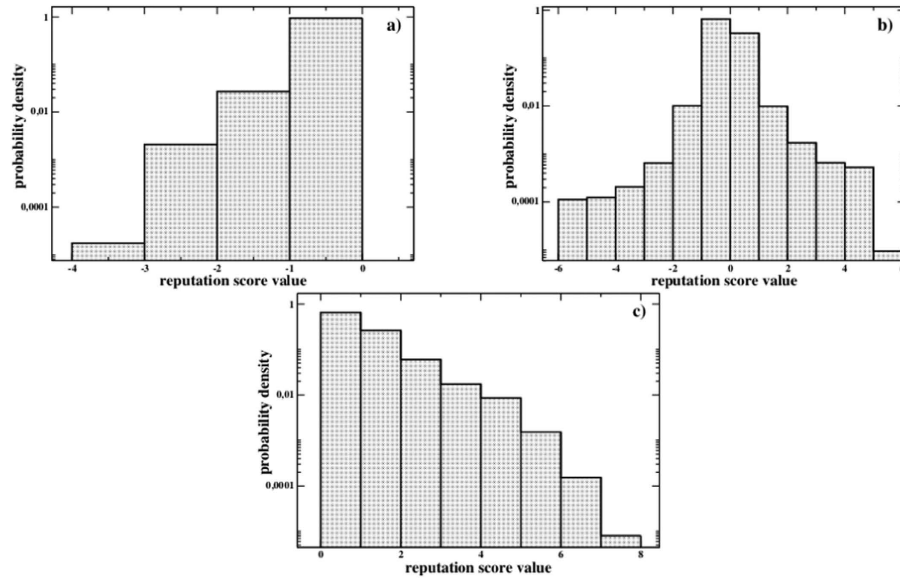 a)
probability density
1
0,01
0,0001
-4 -3 -2 -1 0
reputation score value
b)
probability density
1
0,01
0,0001
-6 -4 -2 0 2 4
reputation score value
c)
probability density
1
0,01
0,0001
0 2 4 6 8
reputation score value